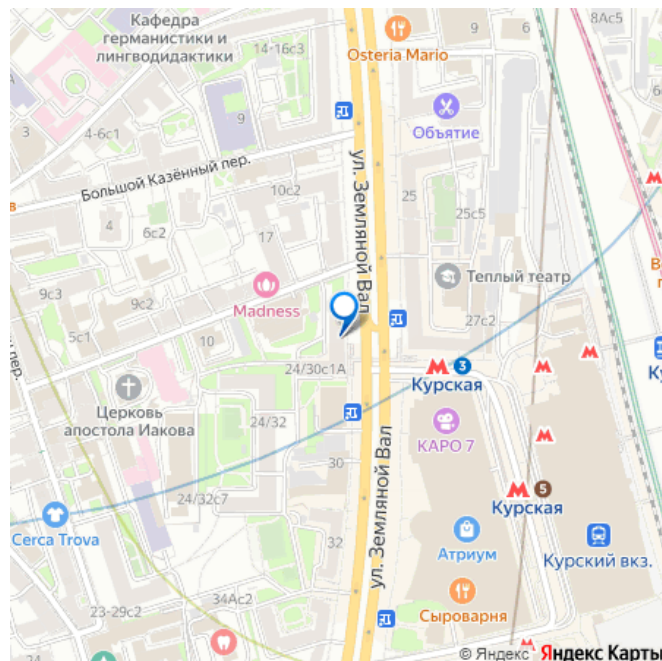 Кафедра
германистики и
лингводидактики
14-16с3
9
6
8Ас5
Osteria Mario
3
4-6с1
9
Объятие
Большой Казённый пер.
10с2
25
4
6с2
17
25с5
ул. Земляной Вал
Теплый театр
9с3
9с2
Madness
27с2
5с1
10
24/30с1А
3
Курская
Церковь
апостола Иакова
24/32
КАРО 7
30
24/32с7
5
Курская
Cerca Trova
32
ул. Земляной Вал
Атриум
Курский вкз.
23-29с2
34Ас2
Сыроварня
© Яндекс Яндекс Карты